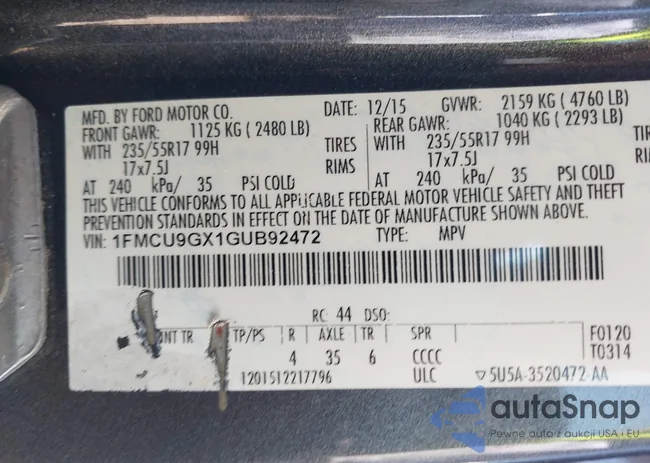 MFD. BY FORD MOTOR CO. DATE: 12/15 GVWR: 2159 KG (4760 LB)
FRONT GAWR: 1125 KG (2480 LB) REAR GAWR: 1040 KG (2293 LB)
WITH 235/55R17 99H TIRES WITH 235/55R17 99H TIRE
17x7.5J RIMS 17x7.5J RI
AT 240 kPa/ 35 PSI COLD AT 240 kPa/ 35 PSI COLD
THIS VEHICLE CONFORMS TO ALL APPLICABLE FEDERAL MOTOR VEHICLE SAFETY AND THEFT
PREVENTION STANDARDS IN EFFECT ON THE DATE OF MANUFACTURE SHOWN ABOVE.
VIN: 1FMCU9GX1GUB92472 TYPE: MPV
RC: 44 DSO:
INT TR TP/PS R AXLE TR SPR F0120
4 35 6 CCCC T0314
1201512217796 ULC ▽5U5A-3520472-AA
autaSnap
Pewne auto z aukcji USA i EU